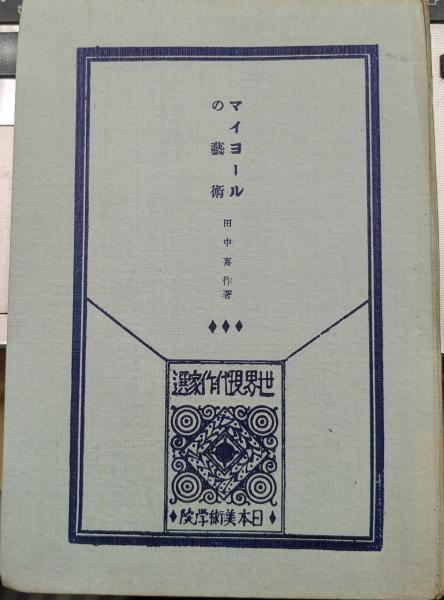 マイヨール
の藝術
田中喜作著
世界現代作家選
日本美術学院